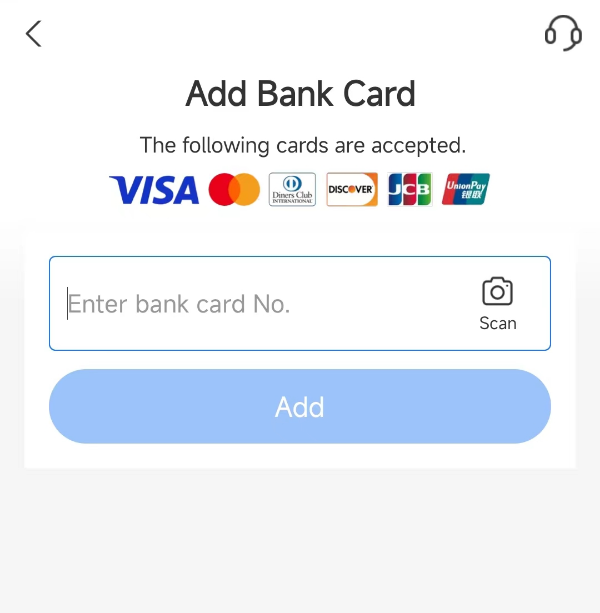 Add Bank Card
The following cards are accepted.
VISA Diners Club INTERNATIONAL DISCOVER JCB UnionPay 银联
Enter bank card No.
Scan
Add